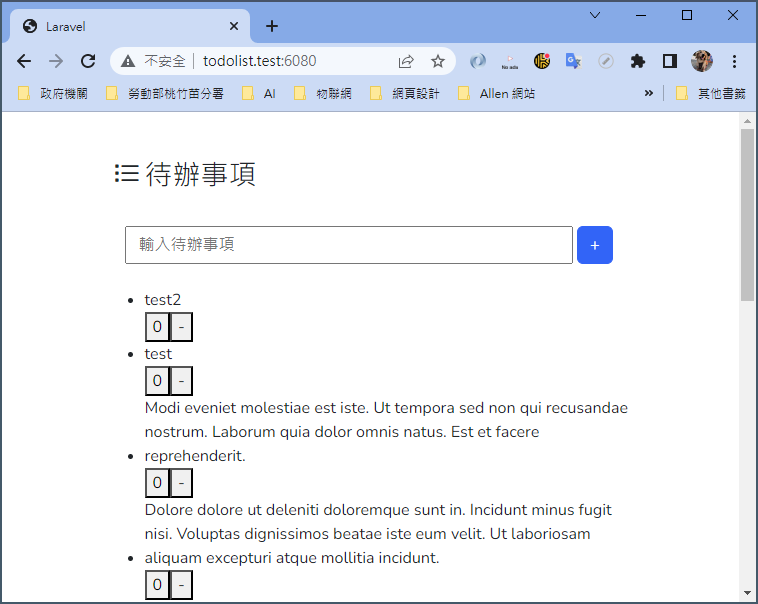 Laravel
不安全 todolist.test:6080
政府機關 勞動部桃竹苗分署 AI 物聯網 網頁設計 Allen 網站 » 其他書籤
待辦事項
輸入待辦事項 +
test2
0 -
test
0 -
Modi eveniet molestiae est iste. Ut tempora sed non qui recusandae
nostrum. Laborum quia dolor omnis natus. Est et facere
reprehenderit.
0 -
Dolore dolore ut deleniti doloremque sunt in. Incidunt minus fugit
nisi. Voluptas dignissimos beatae iste eum velit. Ut laboriosam
aliquam excepturi atque mollitia incidunt.
0 -